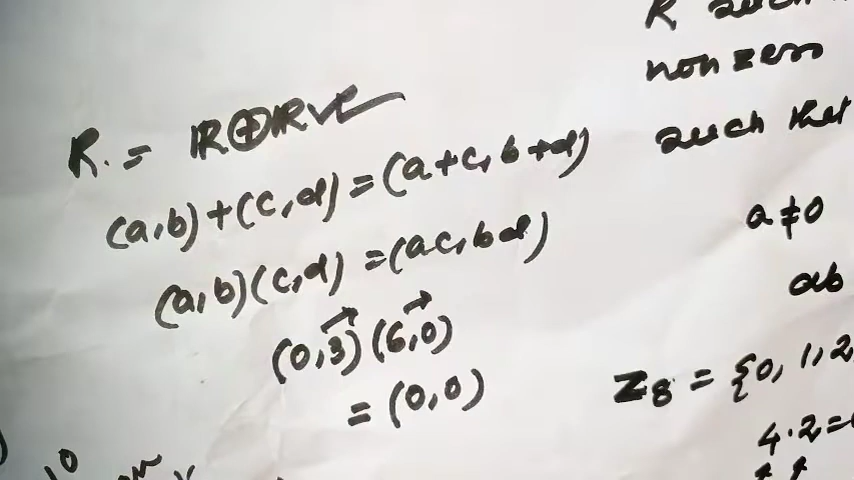 R = ℝ⊕ℝ
(a,b)+(c,d)=(a+c,b+d)
(a,b)(c,d)=(ac,bd)
(0,3)(6,0)
=(0,0)
R such
non zero
such that
a≠0
ab
Z8 = {0,1,2
4.2=